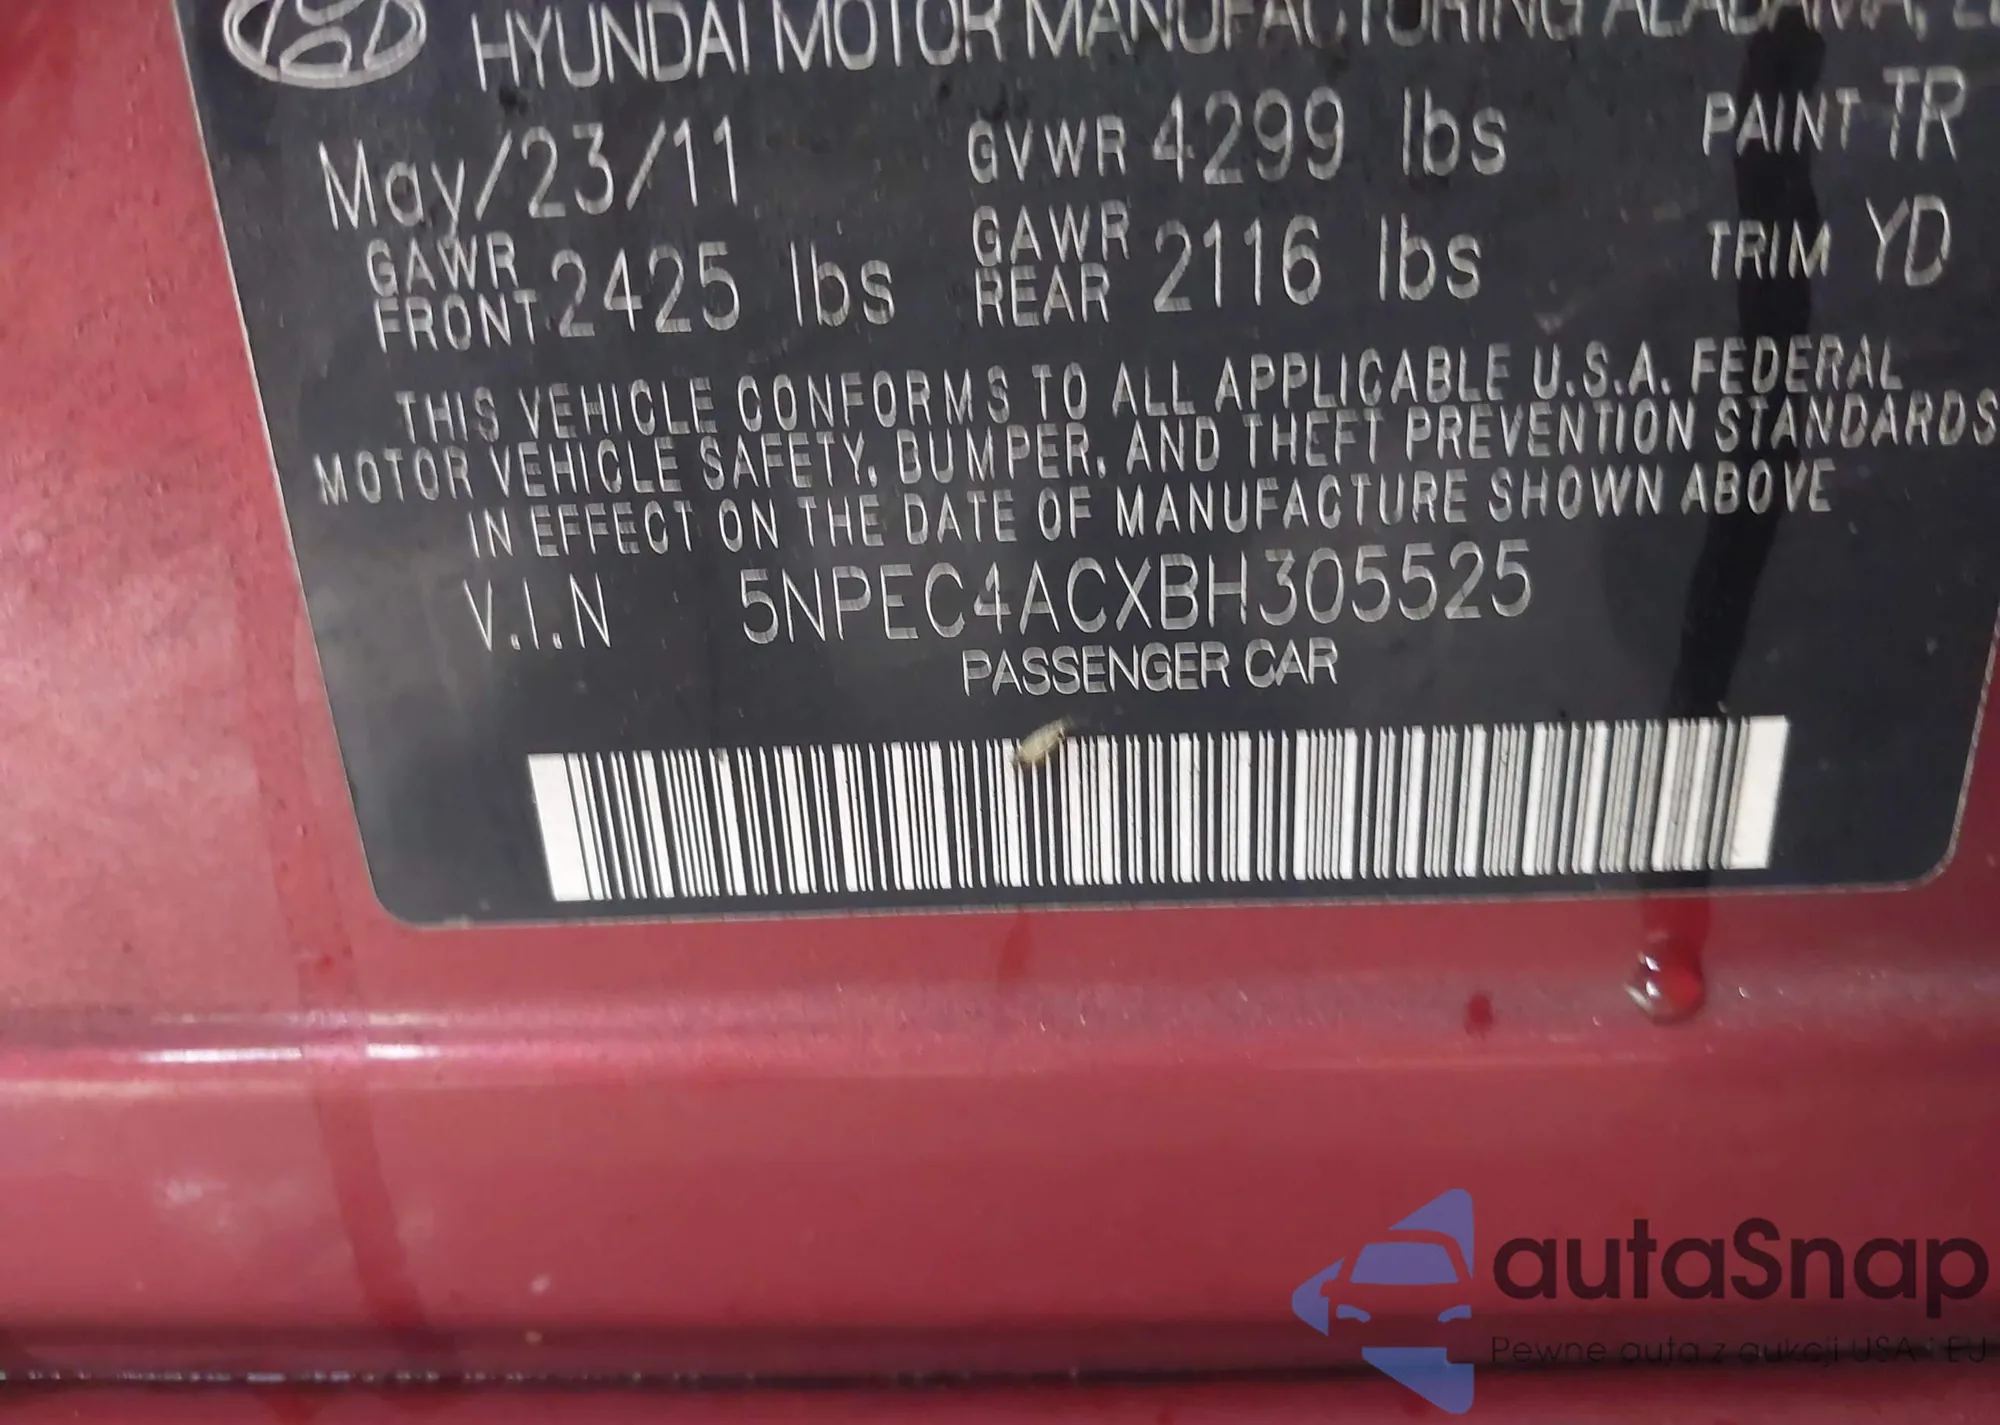 HYUNDAI MOTOR MANUFACTURING ALABAMA,
May/23/11 GVWR 4299 lbs PAINT TR
GAWR FRONT 2425 lbs GAWR REAR 2116 lbs TRIM YD
THIS VEHICLE CONFORMS TO ALL APPLICABLE U.S.A. FEDERAL
MOTOR VEHICLE SAFETY, BUMPER, AND THEFT PREVENTION STANDARDS
IN EFFECT ON THE DATE OF MANUFACTURE SHOWN ABOVE
V.I.N 5NPEC4ACXBH305525
PASSENGER CAR
autaSnap
Pewne auta z aukcji USA i EU